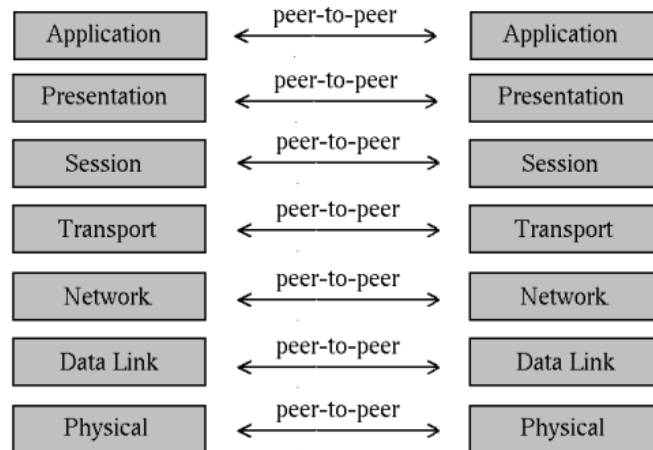 Application peer-to-peer Application
Presentation peer-to-peer Presentation
Session peer-to-peer Session
Transport peer-to-peer Transport
Network peer-to-peer Network
Data Link peer-to-peer Data Link
Physical peer-to-peer Physical